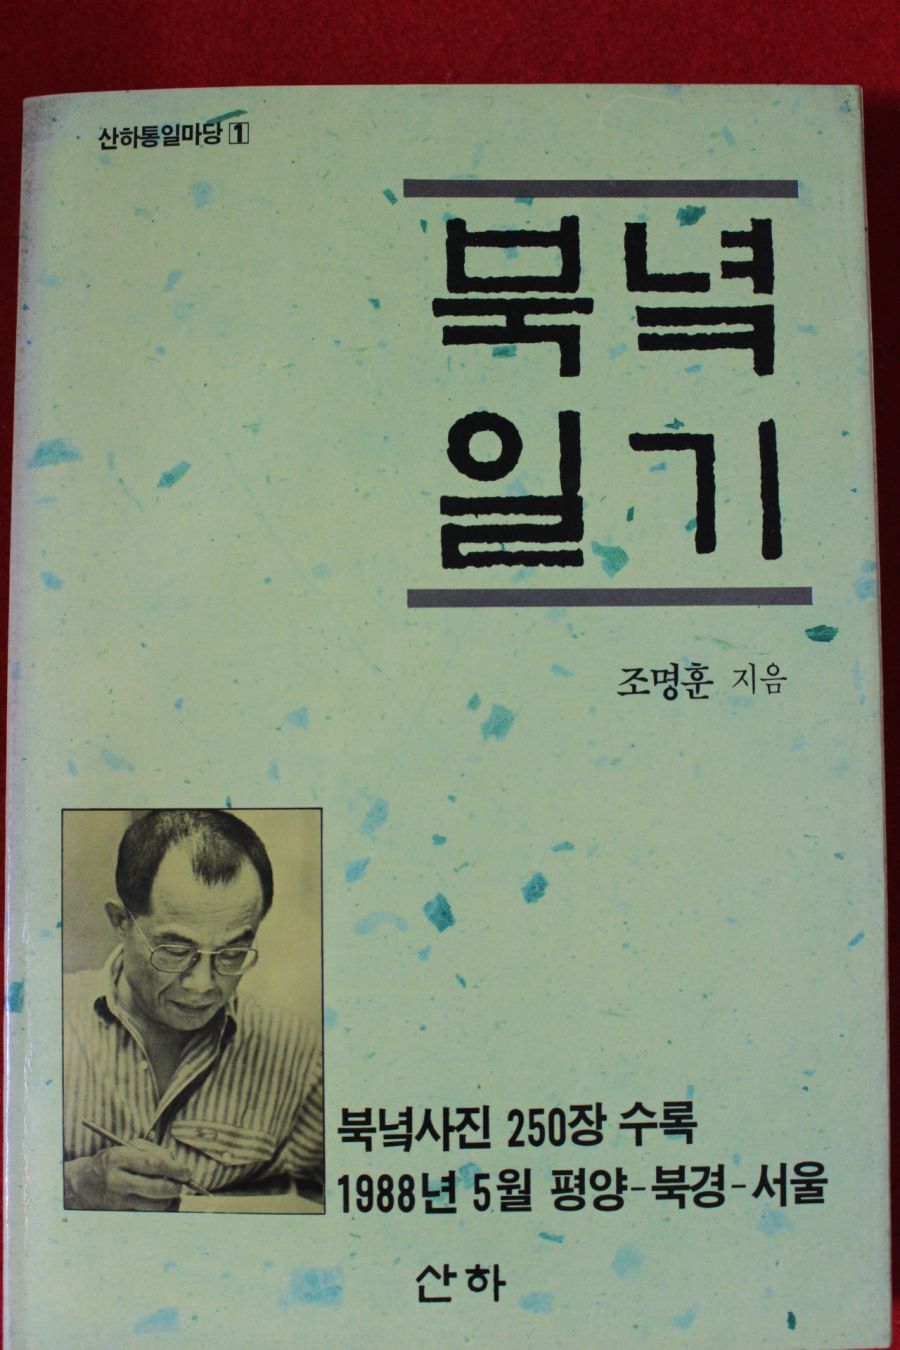 산하통일마당 1
북녘
일기
조명훈 지음
북녘사진 250장 수록
1988년 5월 평양-북경-서울
산하